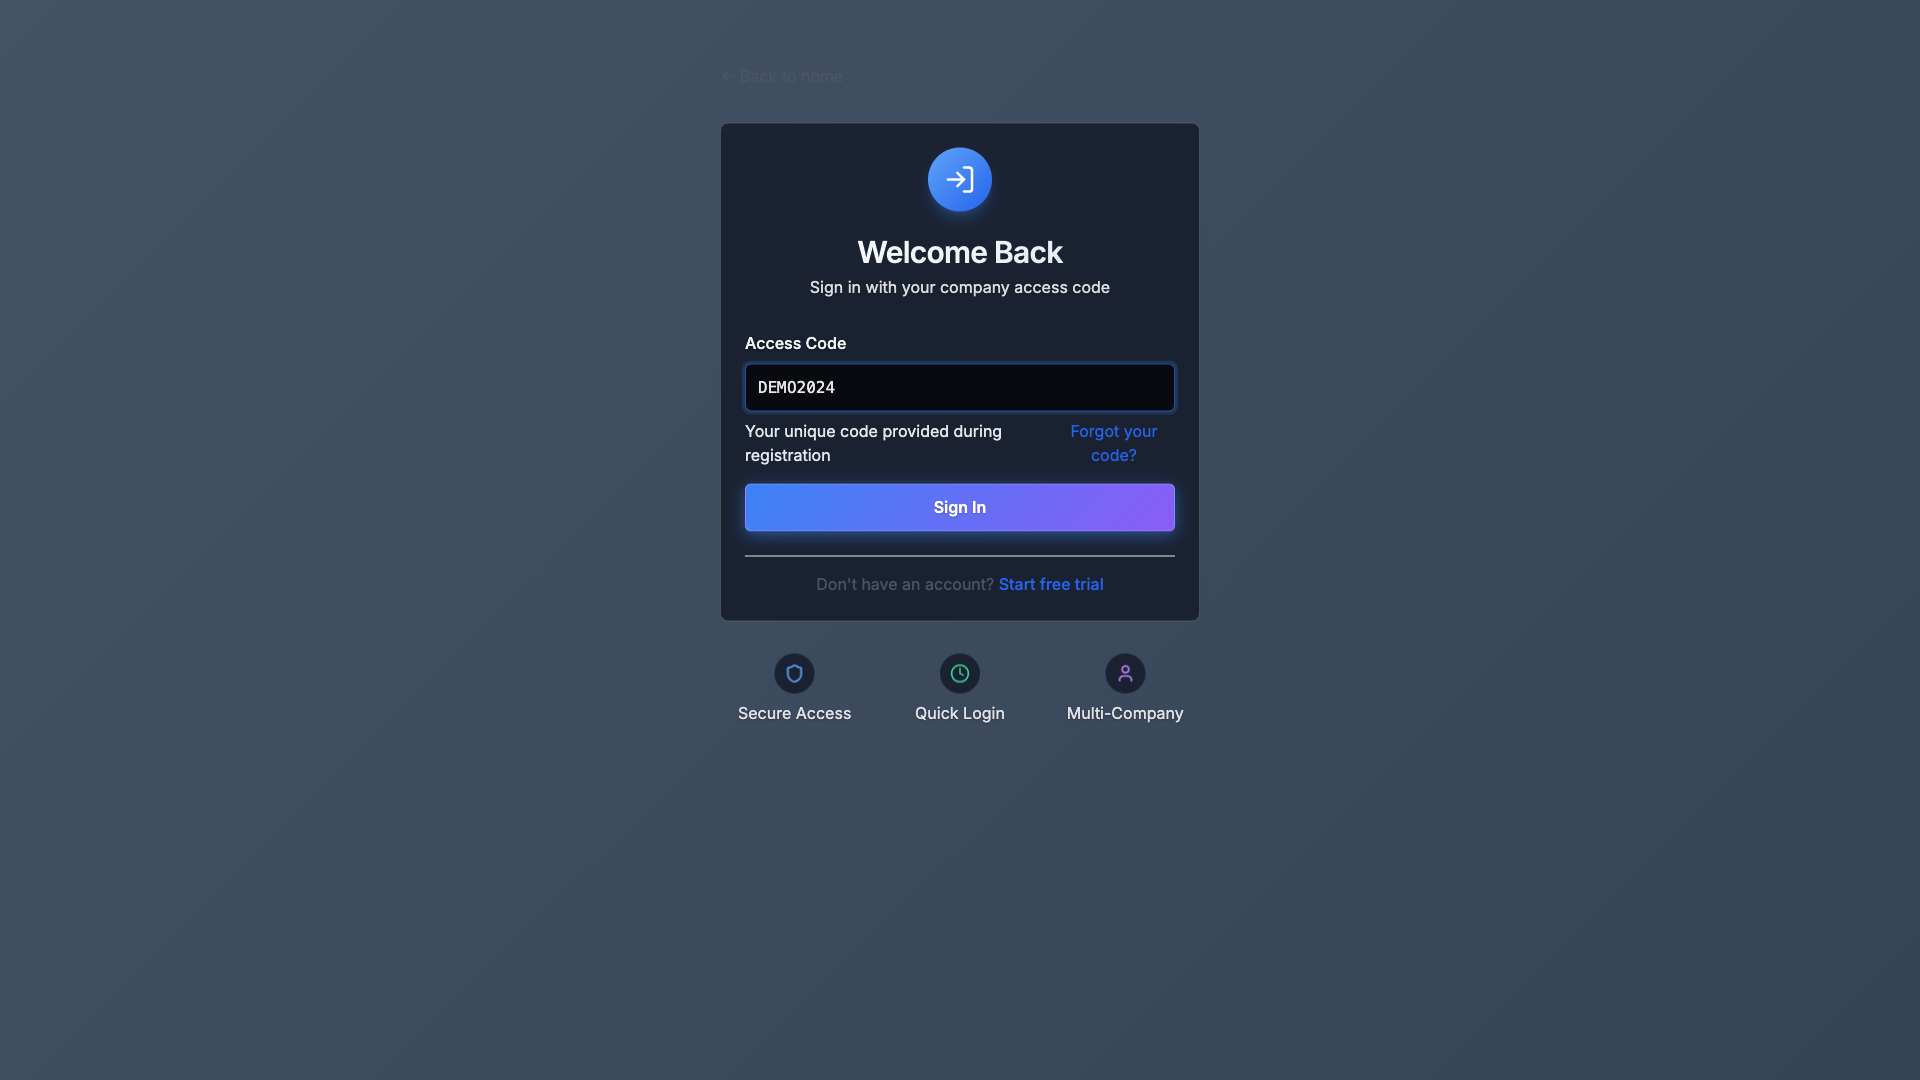 ← Back to home
Welcome Back
Sign in with your company access code
Access Code
DEMO2024
Your unique code provided during
registration
Forgot your
code?
Sign In
Don't have an account? Start free trial
Secure Access
Quick Login
Multi-Company